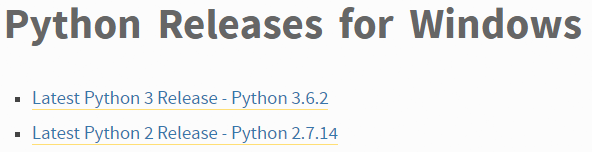 Python Releases for Windows
Latest Python 3 Release - Python 3.6.2
Latest Python 2 Release - Python 2.7.14